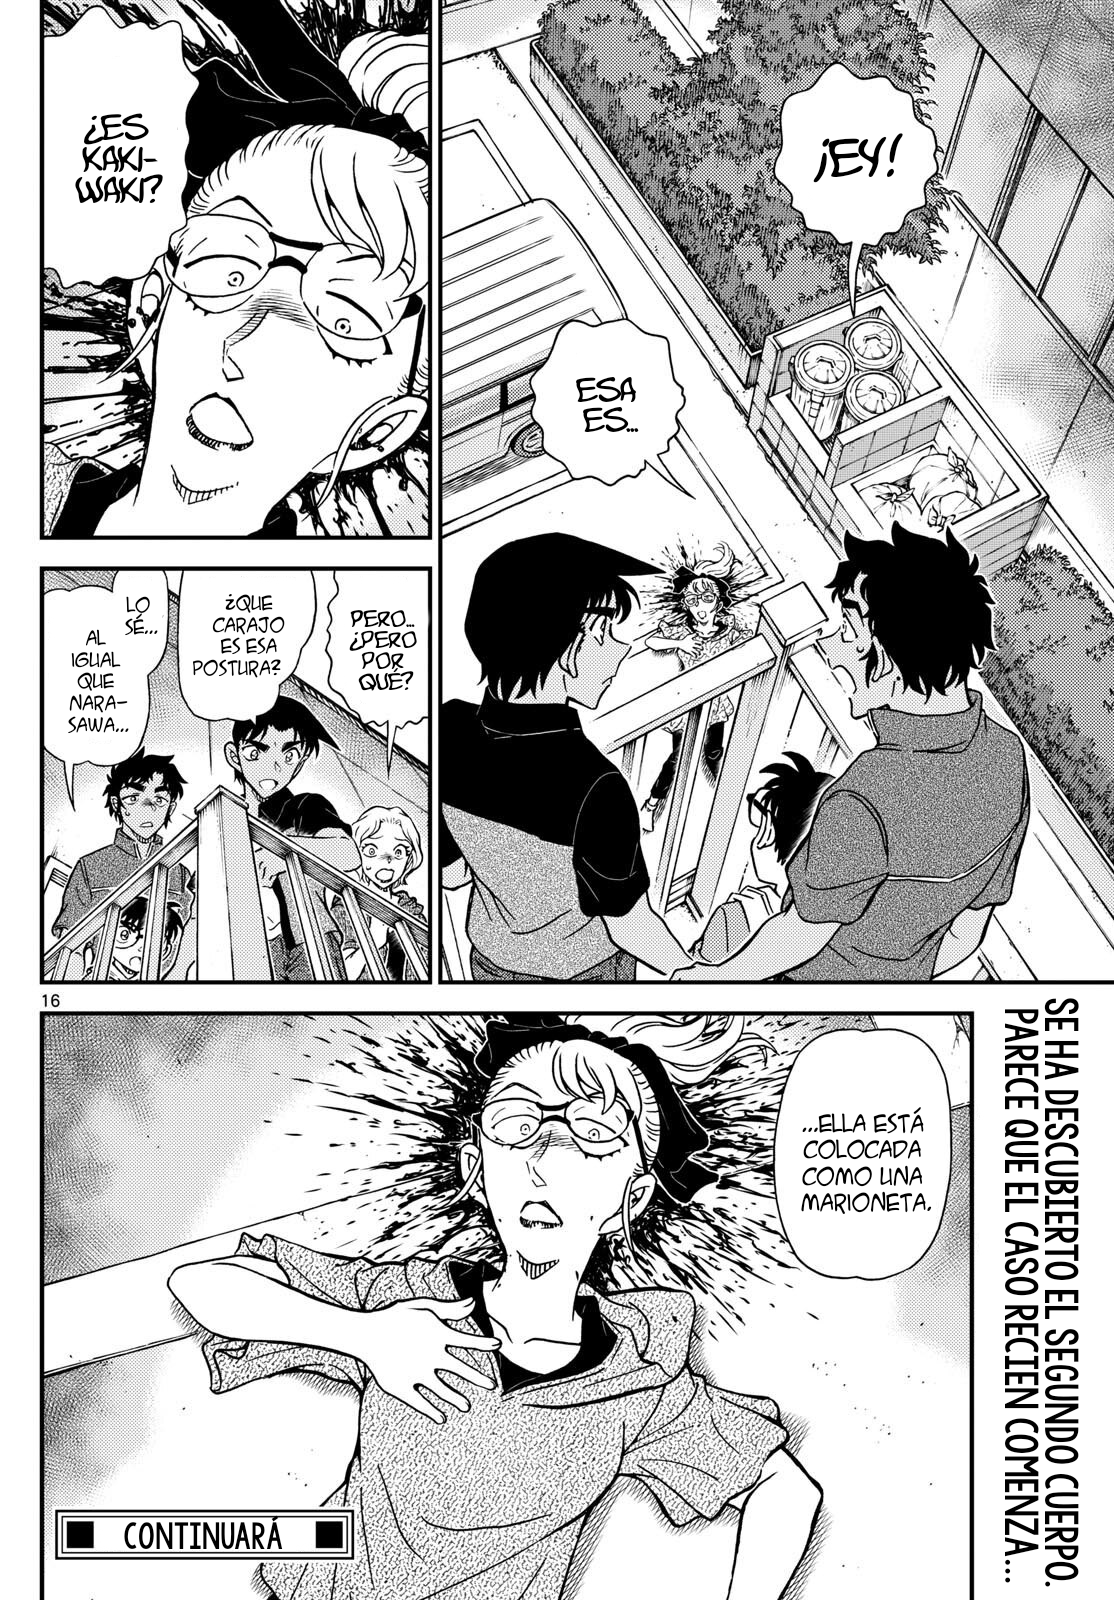 ¡EY!
ESA
ES...
¿ES
KAKI-
WAKI?
PERO...
¿PERO
POR
QUÉ?
¿QUE
CARAJO
ES ESA
POSTURA?
LO
SÉ...
AL
IGUAL
QUE
NARA-
SAWA...
16
...ELLA ESTÁ
COLOCADA
COMO UNA
MARIONETA.
SE HA DESCUBIERTO EL SEGUNDO CUERPO.
PARECE QUE EL CASO RECIEN COMENZA...
CONTINUARÁ